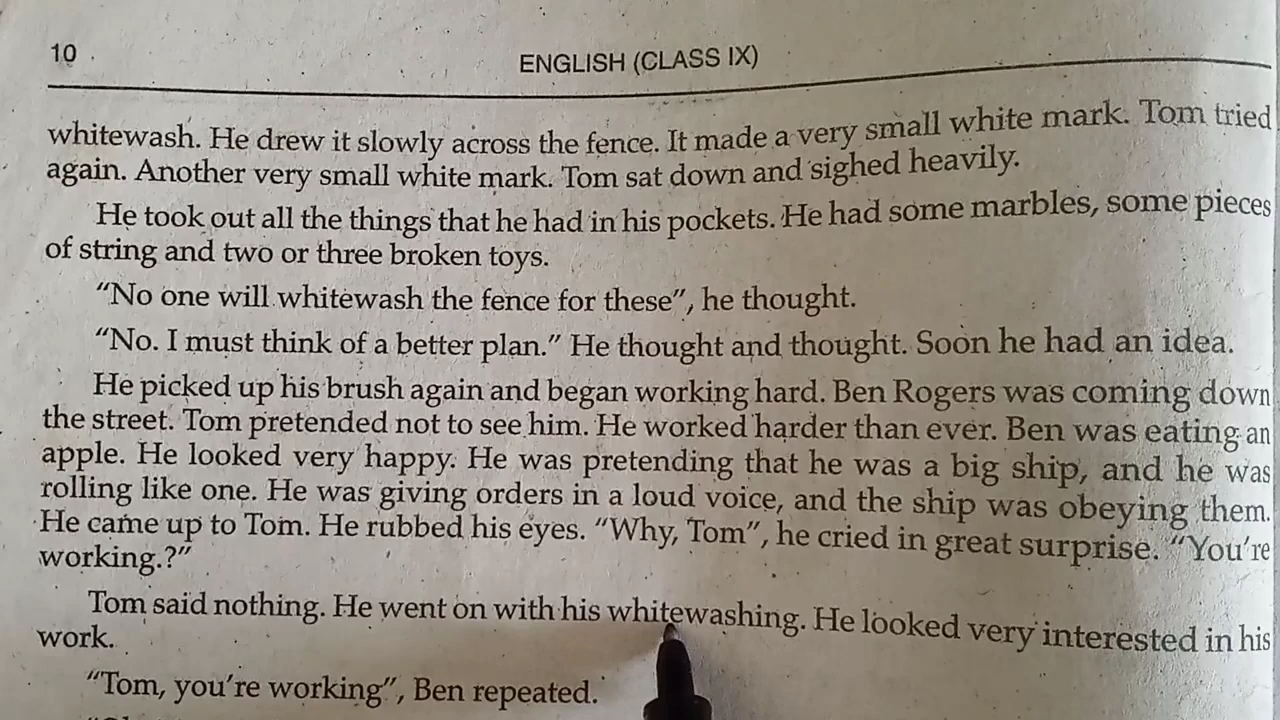 10
ENGLISH (CLASS IX)
whitewash. He drew it slowly across the fence. It made a very small white mark. Tom tried
again. Another very small white mark. Tom sat down and sighed heavily.
He took out all the things that he had in his pockets. He had some marbles, some pieces
of string and two or three broken toys.
“No one will whitewash the fence for these”, he thought.
“No. I must think of a better plan.” He thought and thought. Soon he had an idea.
He picked up his brush again and began working hard. Ben Rogers was coming down
the street. Tom pretended not to see him. He worked harder than ever. Ben was eating an
apple. He looked very happy. He was pretending that he was a big ship, and he was
rolling like one. He was giving orders in a loud voice, and the ship was obeying them.
He came up to Tom. He rubbed his eyes. “Why, Tom”, he cried in great surprise. “You’re
working.?”
Tom said nothing. He went on with his whitewashing. He looked very interested in his
work.
“Tom, you’re working”, Ben repeated.